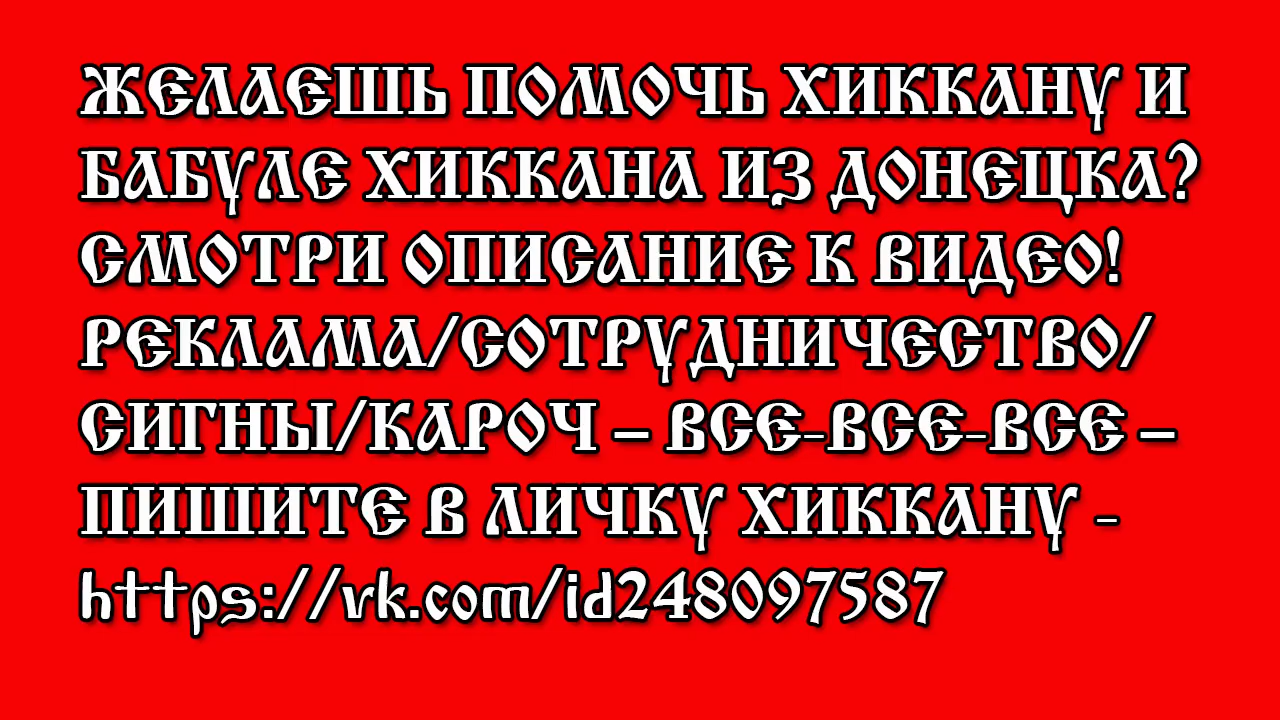 ЖЕЛАЕШЬ ПОМОЧЬ ХИККАНУ И
БАБУЛЕ ХИККАНА ИЗ ДОНЕЦКА?
СМОТРИ ОПИСАНИЕ К ВИДЕО!
РЕКЛАМА/СОТРУДНИЧЕСТВО/
СИГНЫ/КАРОЧ – ВСЕ-ВСЕ-ВСЕ –
ПИШИТЕ В ЛИЧКУ ХИККАНУ -
https://vk.com/id248097587